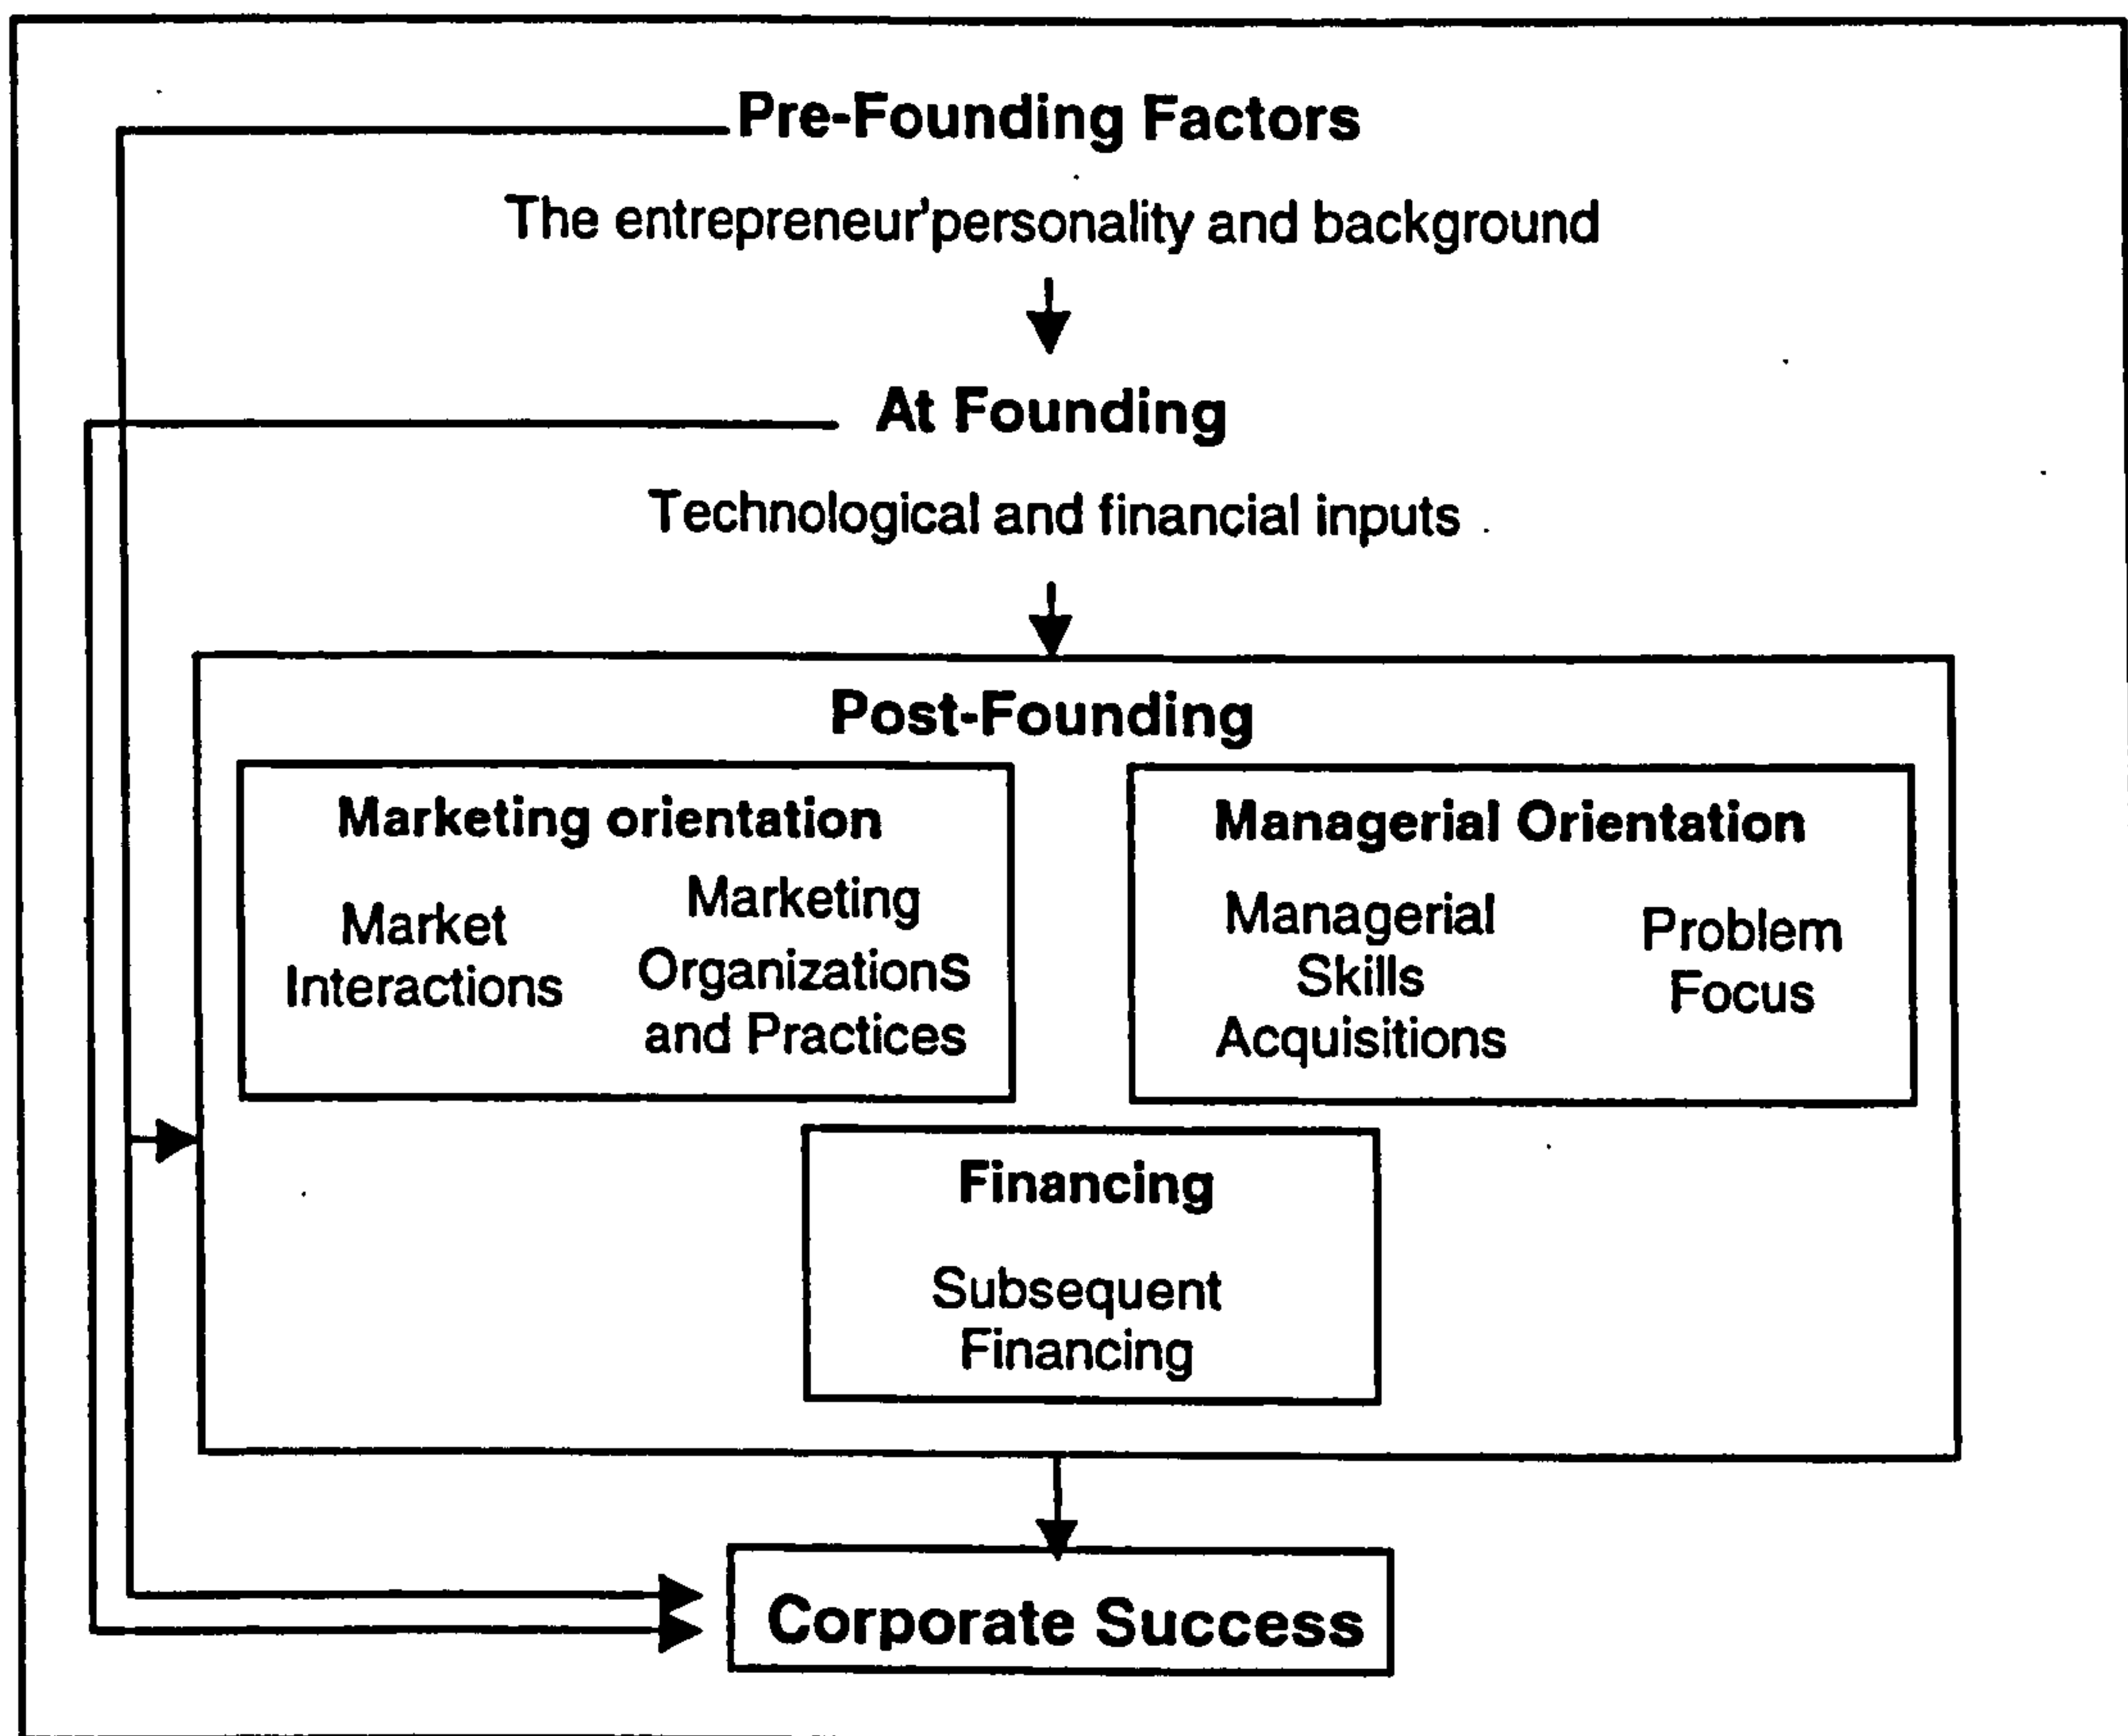 Pre-Founding Factors
The entrepreneur'personality and background
At Founding
Technological and financial inputs
Post-Founding
Marketing orientation
Market
Interactions
Marketing
OrganizationS
and Practices
Managerial Orientation
Managerial
Skills
Acquisitions
Problem
Focus
Financing
Subsequent
Financing
Corporate Success